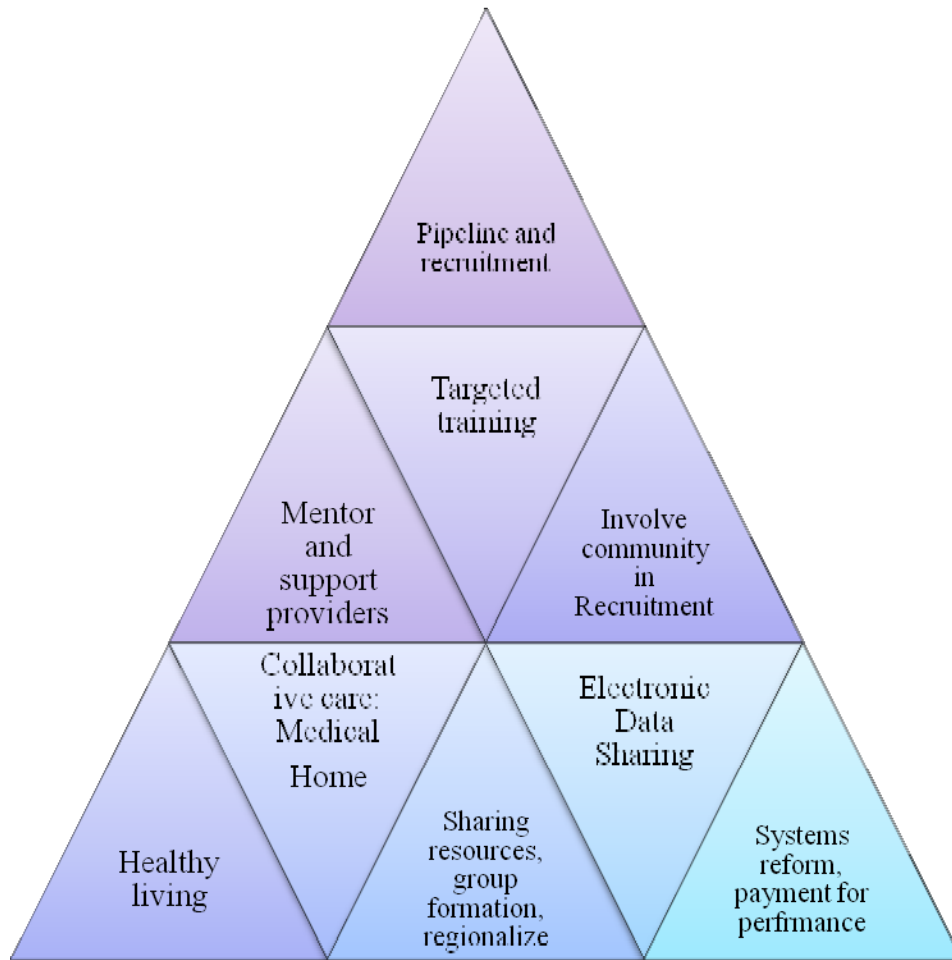 Pipeline and
recruitment
Targeted
training
Mentor
and
support
providers
Involve
community
in
Recruitment
Healthy
living
Collaborat
ive care:
Medical
Home
Sharing
resources,
group
formation,
regionalize
Electronic
Data
Sharing
Systems
reform,
payment for
perfrmance